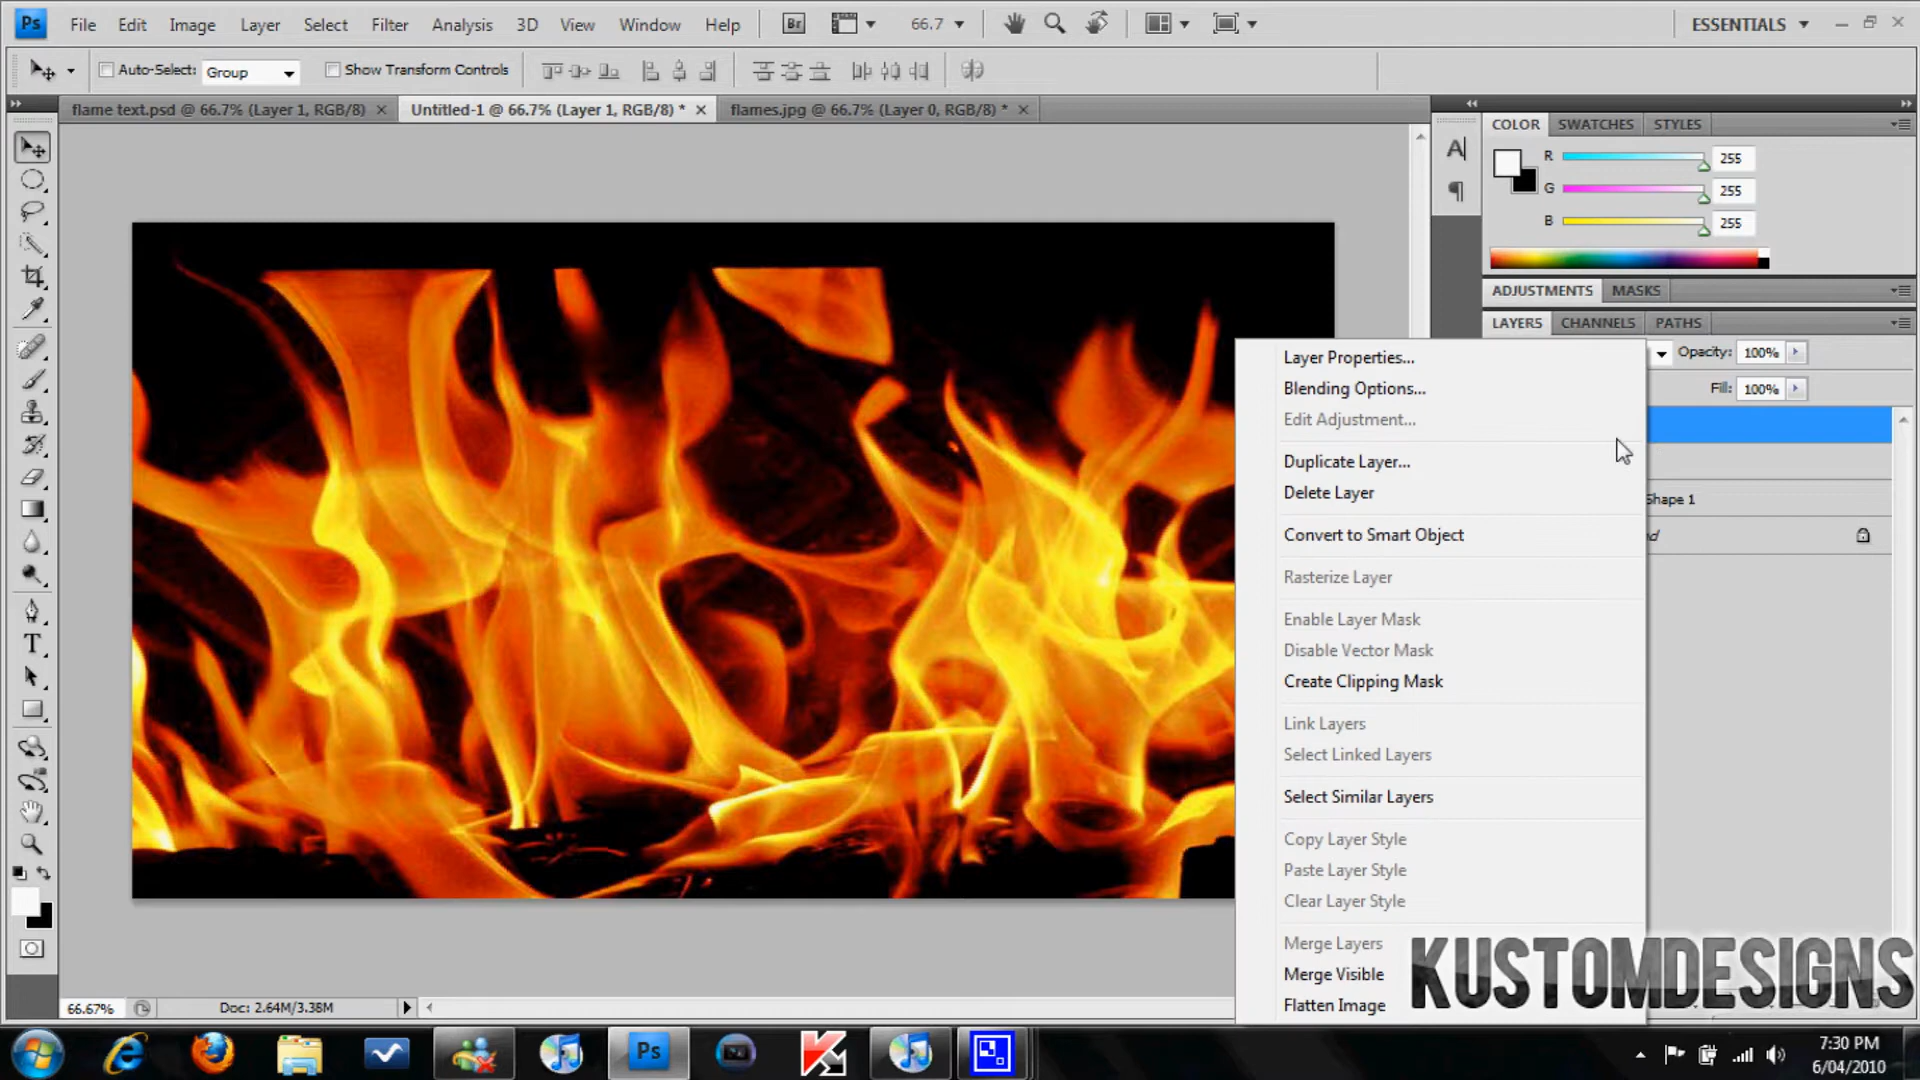 Ps File Edit Image Layer Select Filter Analysis 3D View Window Help Br 66.7 ESSENTIALS
Auto-Select: Group Show Transform Controls
flame text.psd @ 66.7% (Layer 1, RGB/8) Untitled-1 @ 66.7% (Layer 1, RGB/8) * flames.jpg @ 66.7% (Layer 0, RGB/8) *
COLOR SWATCHES STYLES
R 255
G 255
B 255
ADJUSTMENTS MASKS
LAYERS CHANNELS PATHS
Opacity: 100%
Fill: 100%
Shape 1
Layer Properties...
Blending Options...
Edit Adjustment...
Duplicate Layer...
Delete Layer
Convert to Smart Object
Rasterize Layer
Enable Layer Mask
Disable Vector Mask
Create Clipping Mask
Link Layers
Select Linked Layers
Select Similar Layers
Copy Layer Style
Paste Layer Style
Clear Layer Style
Merge Layers
Merge Visible
Flatten Image
KUSTOMDESIGNS
66.67% Doc: 2.64M/3.38M
Ps
7:30 PM
6/04/2010